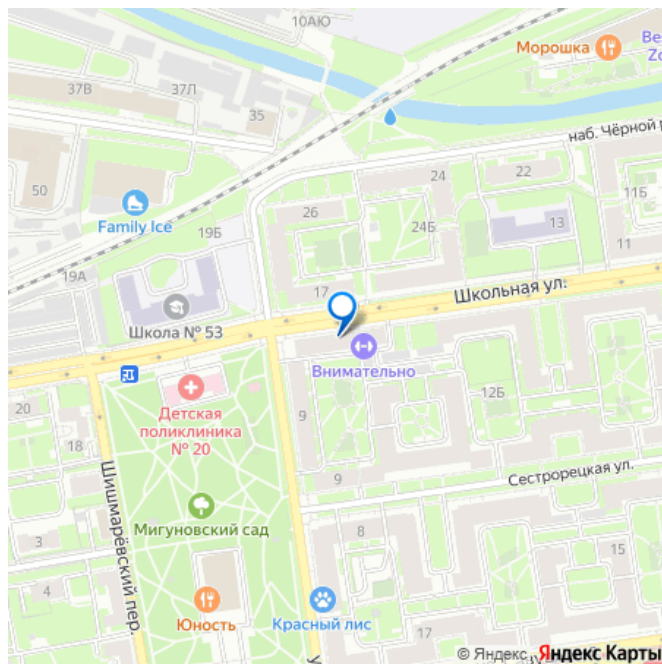 10АЮ
Морошка
37В
37Л
35
наб. Чёрной
24
22
50
26
24Б
11Б
Family Ice
19Б
13
11
19А
17
Школьная ул.
Школа № 53
Внимательно
12Б
20
Детская
поликлиника
№ 20
9
18
9
Сестрорецкая ул.
Шишмарёвский пер.
Мигуновский сад
8
3
15
4
Юность
Красный лис
17
© Яндекс
Яндекс Карты